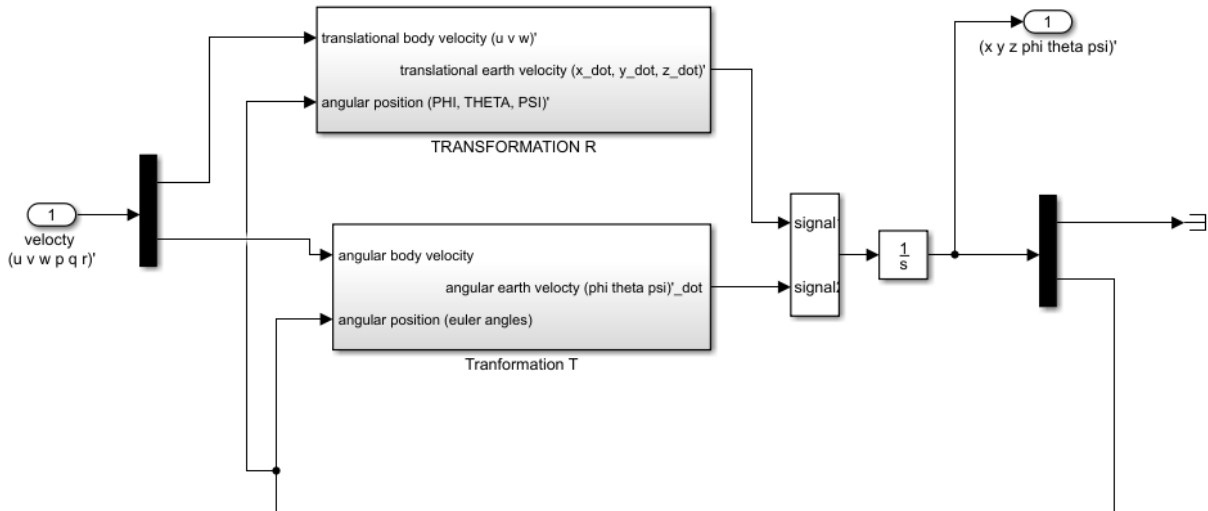 1
(x y z phi theta psi)'
translational body velocity (u v w)'
translational earth velocity (x_dot, y_dot, z_dot)'
angular position (PHI, THETA, PSI)'
TRANSFORMATION R
1
velocty
(u v w p q r)'
signal1
1
s
signal2
angular body velocity
angular earth velocty (phi theta psi)'_dot
angular position (euler angles)
Tranformation T